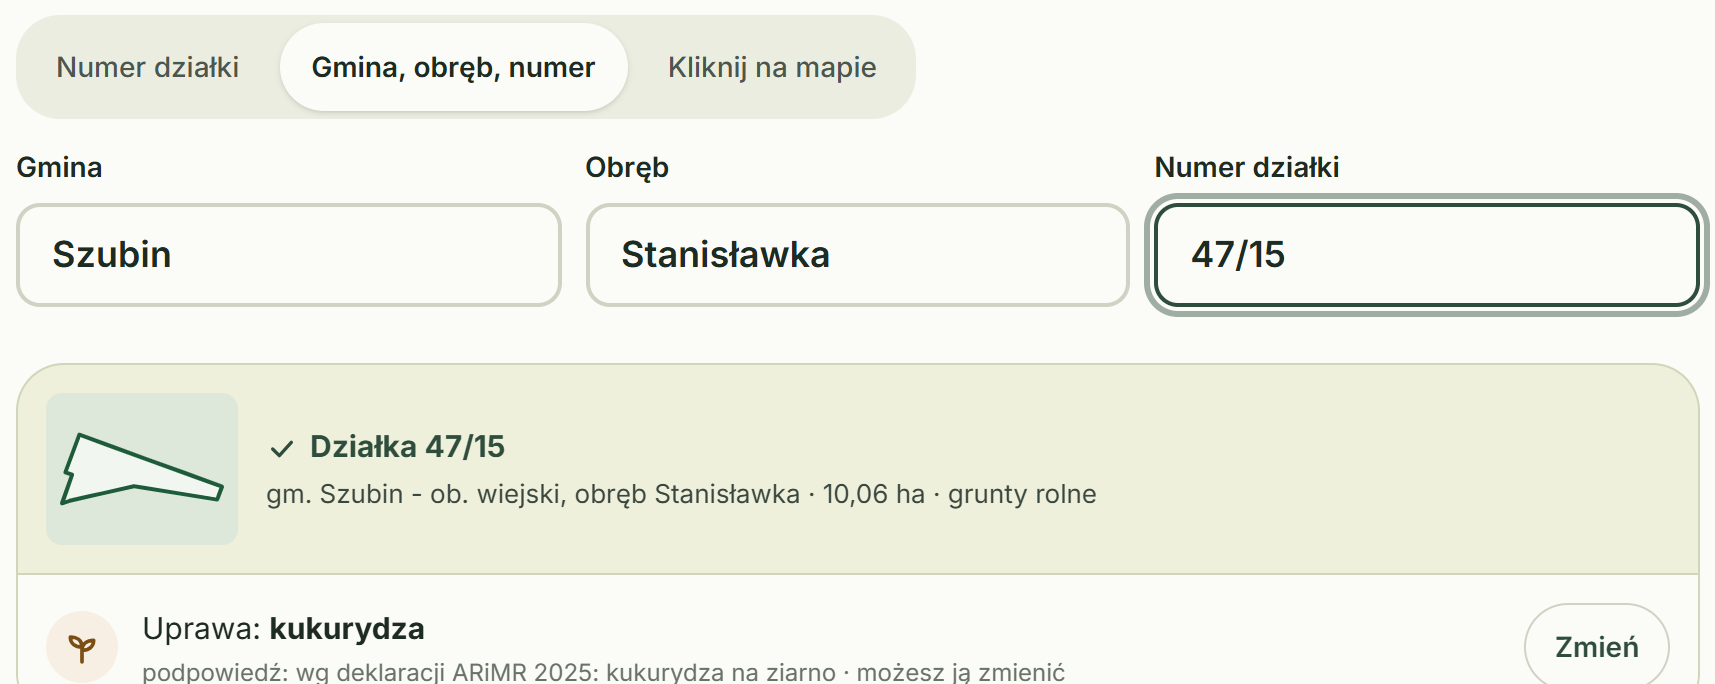 Numer działki
Gmina, obręb, numer
Kliknij na mapie
Gmina
Obręb
Numer działki
Szubin
Stanisławka
47/15
Działka 47/15
gm. Szubin - ob. wiejski, obręb Stanisławka · 10,06 ha · grunty rolne
Uprawa: kukurydza
podpowiedź: wg deklaracji ARiMR 2025: kukurydza na ziarno · możesz ją zmienić
Zmień